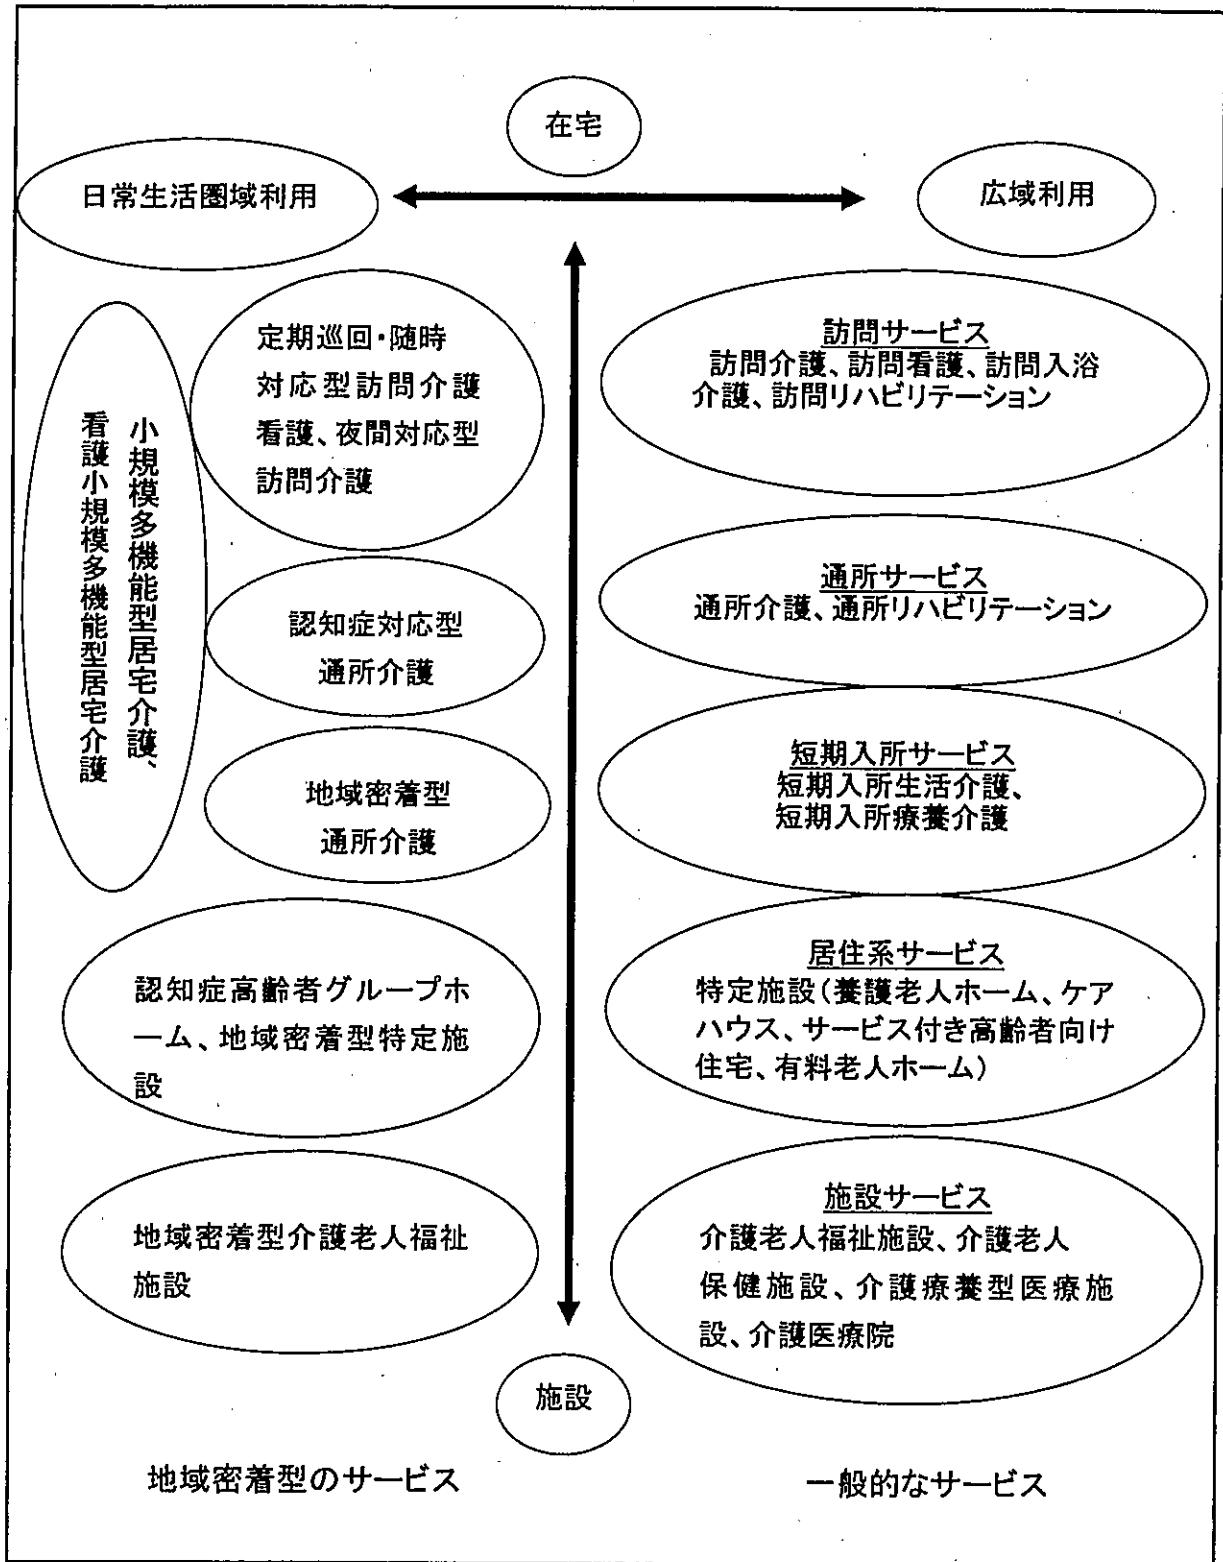 在宅
日常生活圏域利用
広域利用
定期巡回・随時
対応型訪問介護
看護、夜間対応型
訪問介護
小規模多機能型居宅介護、
看護小規模多機能型居宅介護
認知症対応型
通所介護
地域密着型
通所介護
認知症高齢者グループホ
ーム、地域密着型特定施
設
地域密着型介護老人福祉
施設
訪問サービス
訪問介護、訪問看護、訪問入浴
介護、訪問リハビリテーション
通所サービス
通所介護、通所リハビリテーション
短期入所サービス
短期入所生活介護、
短期入所療養介護
居住系サービス
特定施設(養護老人ホーム、ケア
ハウス、サービス付き高齢者向け
住宅、有料老人ホーム)
施設サービス
介護老人福祉施設、介護老人
保健施設、介護療養型医療施
設、介護医療院
施設
地域密着型のサービス
一般的なサービス